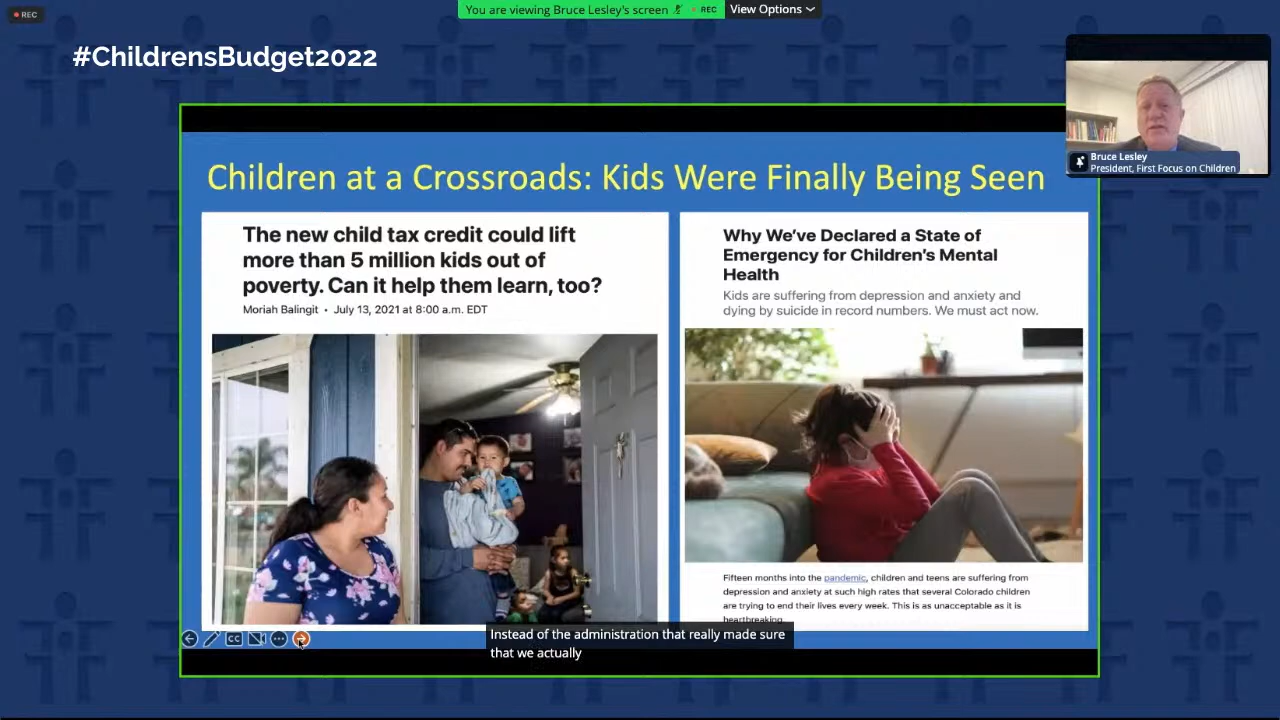 REC
You are viewing Bruce Lesley's screen
REC
View Options
#ChildrensBudget2022
Bruce Lesley
President, First Focus on Children
Children at a Crossroads: Kids Were Finally Being Seen
The new child tax credit could lift
more than 5 million kids out of
poverty. Can it help them learn, too?
Moriah Balingit • July 13, 2021 at 8:00 a.m. EDT
Why We've Declared a State of
Emergency for Children's Mental
Health
Kids are suffering from depression and anxiety and
dying by suicide in record numbers. We must act now.
Fifteen months into the pandemic, children and teens are suffering from
depression and anxiety at such high rates that several Colorado children
are trying to end their lives every week. This is as unacceptable as it is
heartbreaking.
CC
Instead of the administration that really made sure
that we actually